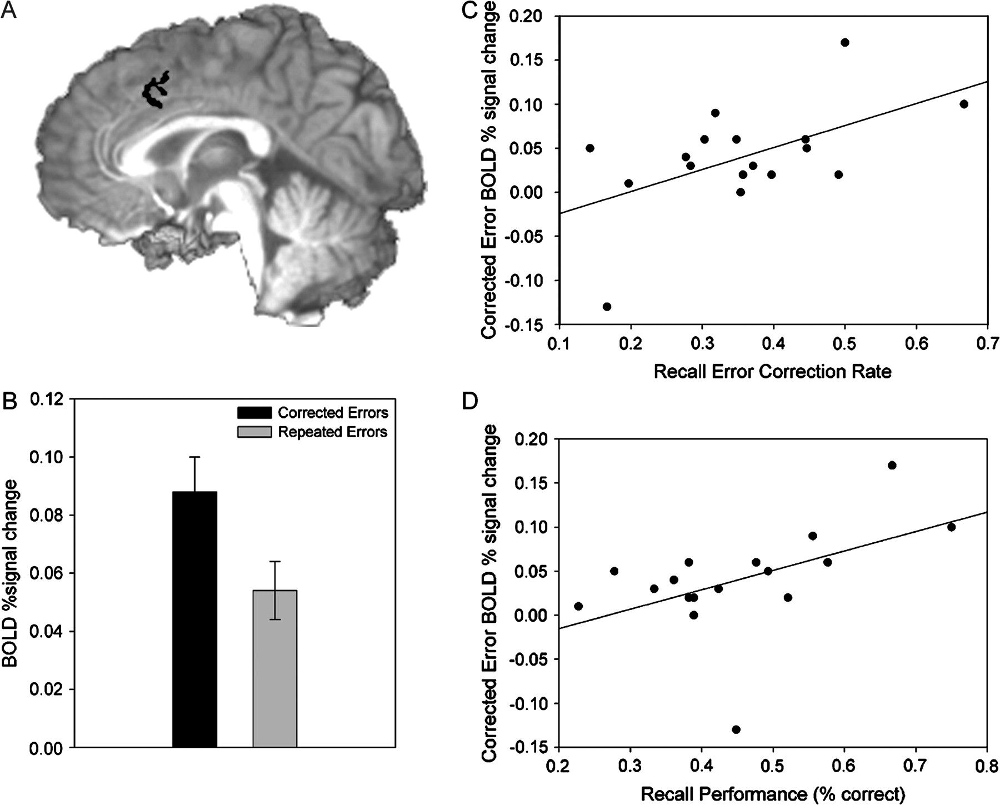 A
B
0.12
0.10
0.08
0.06
0.04
0.02
0.00
BOLD %signal change
Corrected Errors
Repeated Errors
C
0.20
0.15
0.10
0.05
0.00
-0.05
-0.10
-0.15
Corrected Error BOLD % signal change
0.1 0.2 0.3 0.4 0.5 0.6 0.7
Recall Error Correction Rate
D
0.20
0.15
0.10
0.05
0.00
-0.05
-0.10
-0.15
Corrected Error BOLD % signal change
0.2 0.3 0.4 0.5 0.6 0.7 0.8
Recall Performance (% correct)